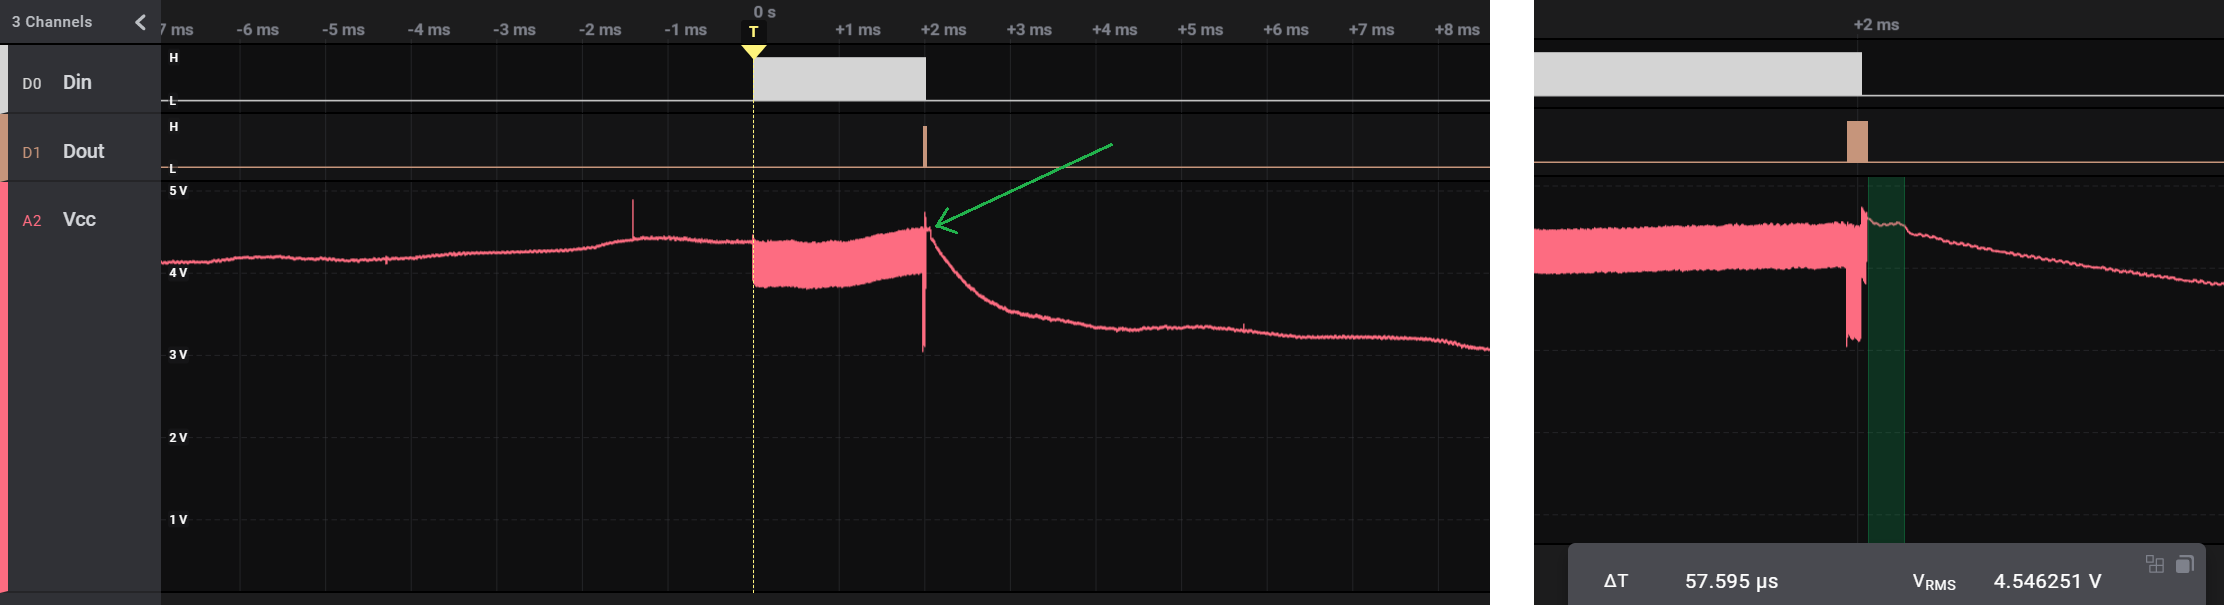 3 Channels
0 s
7 ms -6 ms -5 ms -4 ms -3 ms -2 ms -1 ms T +1 ms +2 ms +3 ms +4 ms +5 ms +6 ms +7 ms +8 ms
D0 Din
H
L
D1 Dout
H
L
A2 Vcc
5 V
4 V
3 V
2 V
1 V
+2 ms
ΔT 57.595 µs VRMS 4.546251 V